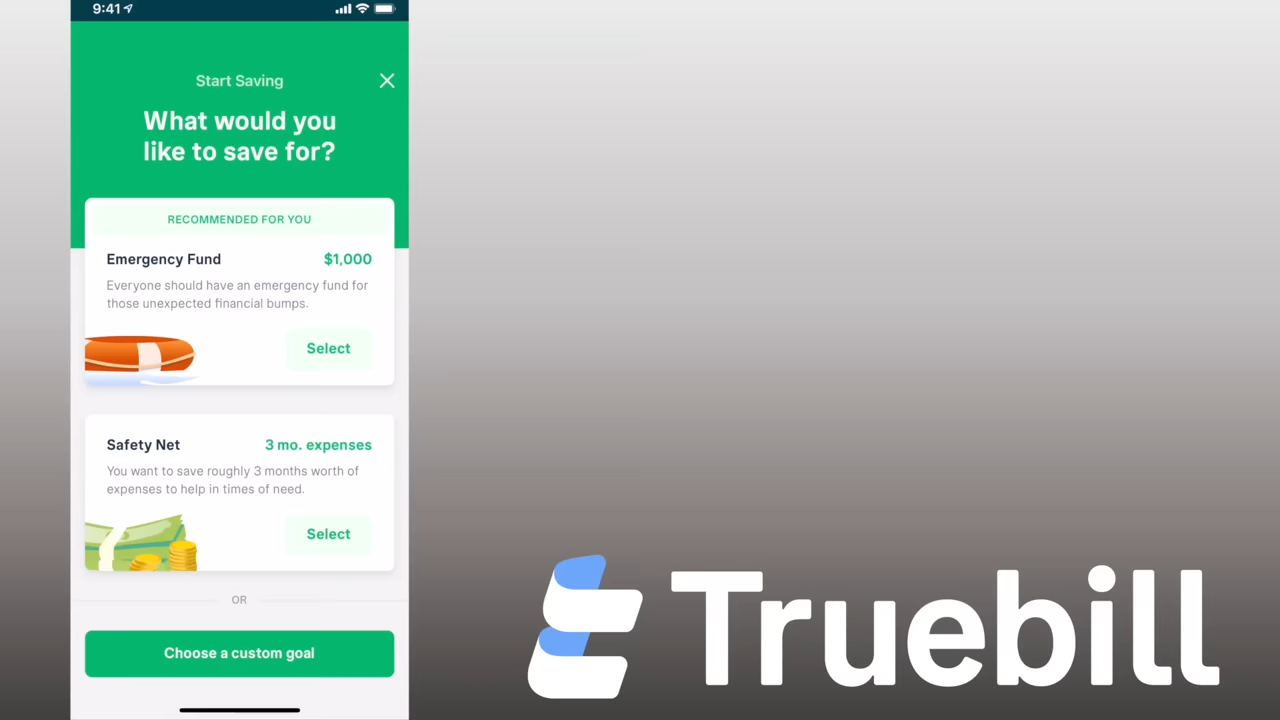 9:41
Start Saving
What would you
like to save for?
RECOMMENDED FOR YOU
Emergency Fund $1,000
Everyone should have an emergency fund for
those unexpected financial bumps.
Select
Safety Net 3 mo. expenses
You want to save roughly 3 months worth of
expenses to help in times of need.
Select
OR
Choose a custom goal
Truebill